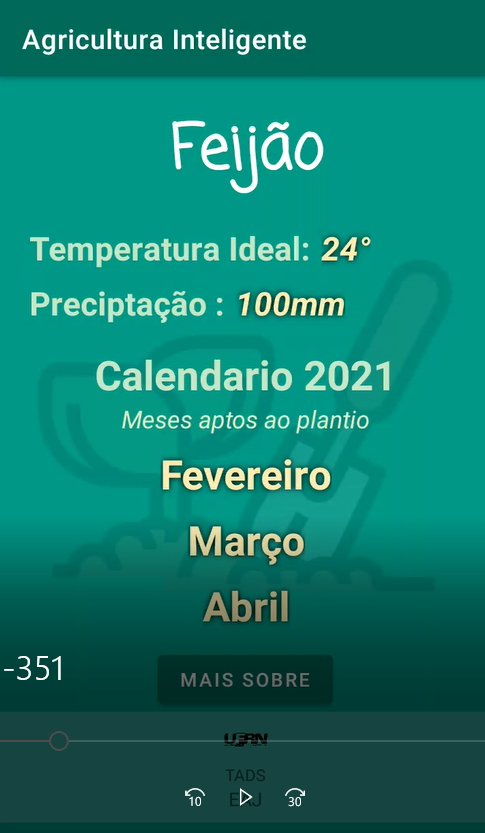 Agricultura Inteligente
Feijão
Temperatura Ideal: 24°
Preciptação : 100mm
Calendario 2021
Meses aptos ao plantio
Fevereiro
Março
Abril
-351
MAIS SOBRE
UFRN
TADS
10
30